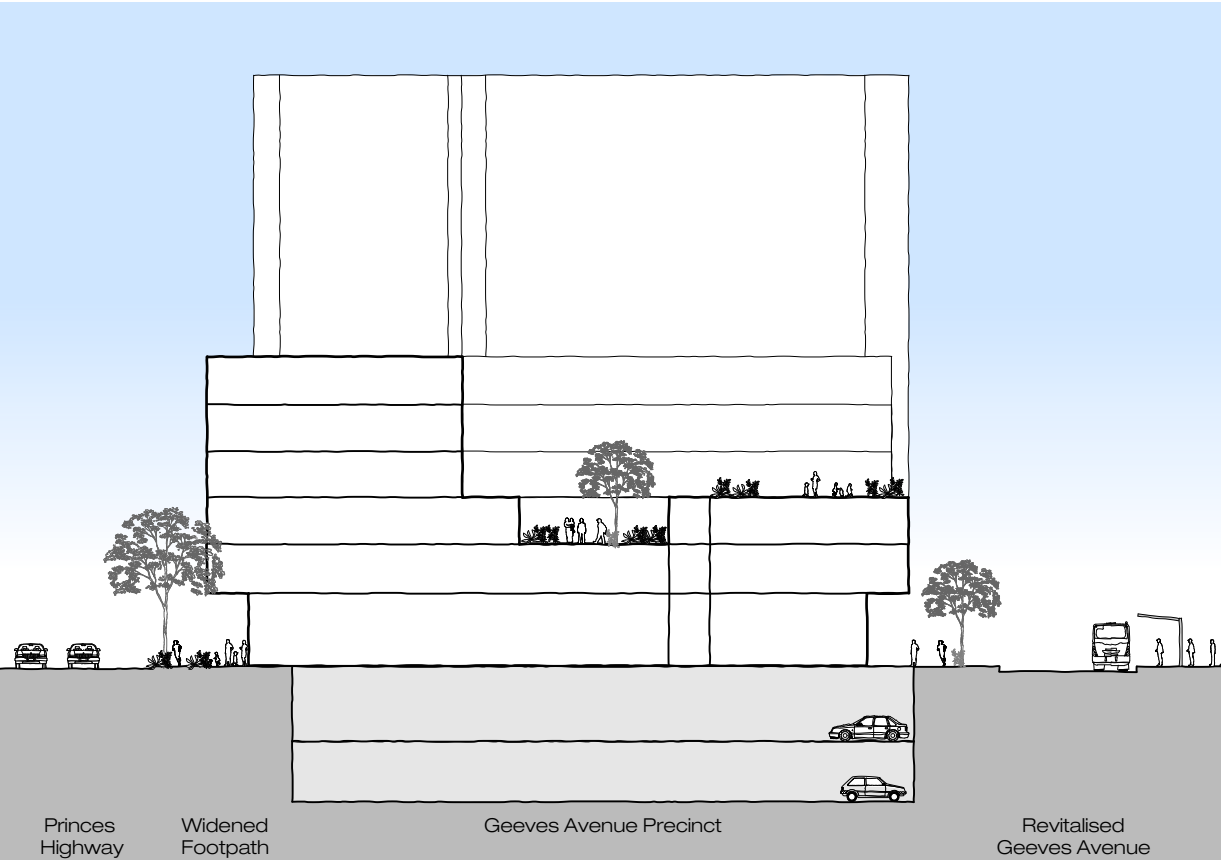 Princes
Highway
Widened
Footpath
Geeves Avenue Precinct
Revitalised
Geeves Avenue